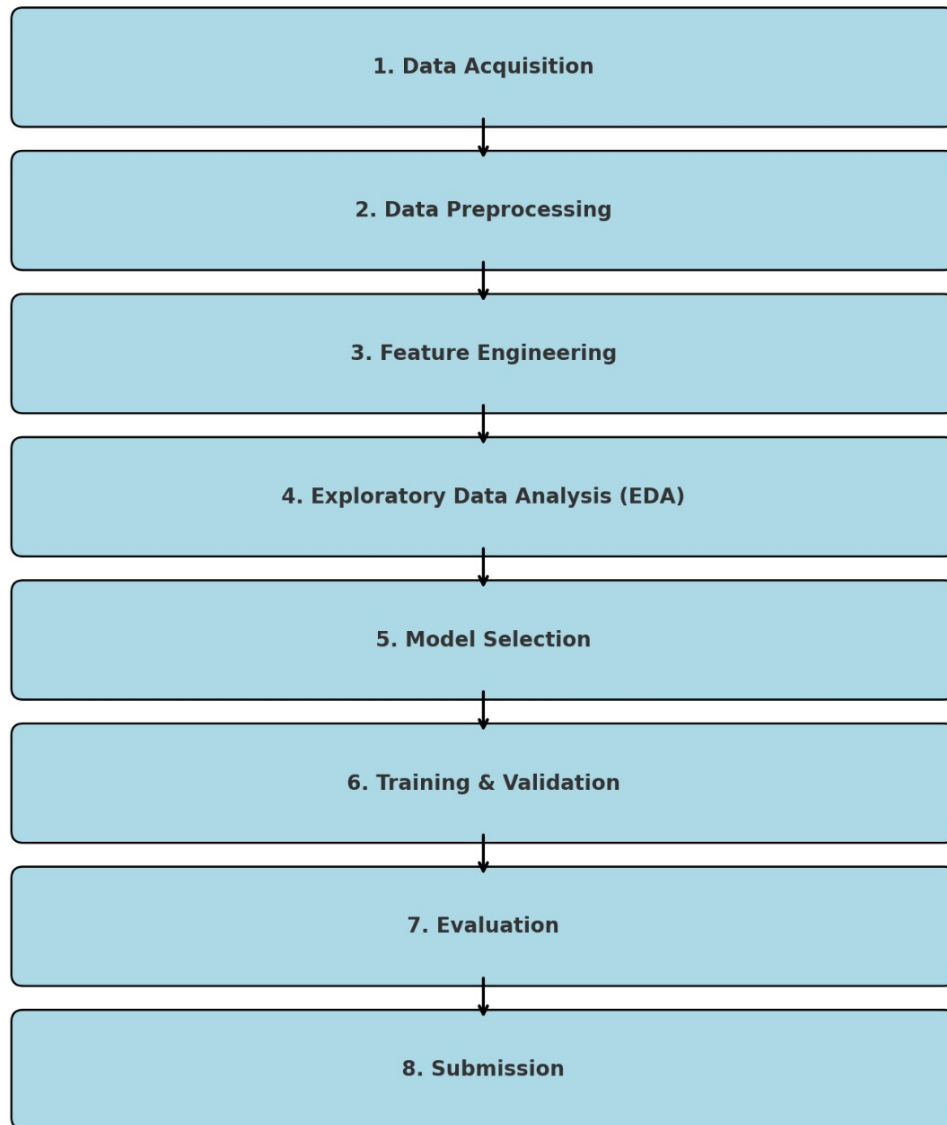 1. Data Acquisition
2. Data Preprocessing
3. Feature Engineering
4. Exploratory Data Analysis (EDA)
5. Model Selection
6. Training & Validation
7. Evaluation
8. Submission